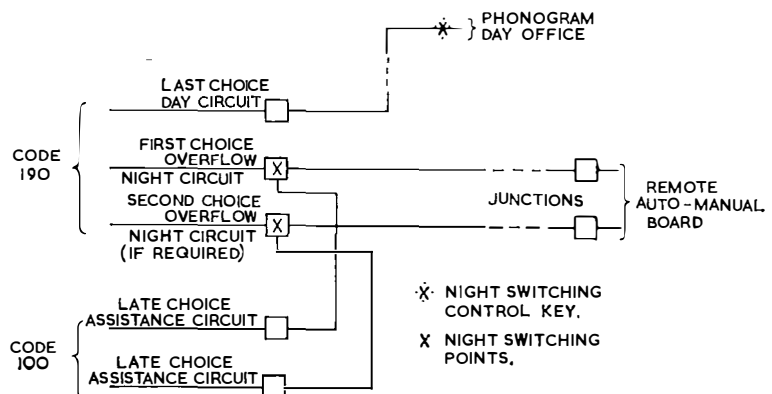 PHONOGRAM
DAY OFFICE
LAST CHOICE
DAY CIRCUIT
CODE
190
FIRST CHOICE
OVERFLOW
NIGHT CIRCUIT
SECOND CHOICE
OVERFLOW
NIGHT CIRCUIT
(IF REQUIRED)
JUNCTIONS
REMOTE
AUTO-MANUAL
BOARD
CODE
100
LATE CHOICE
ASSISTANCE CIRCUIT
LATE CHOICE
ASSISTANCE CIRCUIT
X NIGHT SWITCHING
CONTROL KEY.
X NIGHT SWITCHING
POINTS.